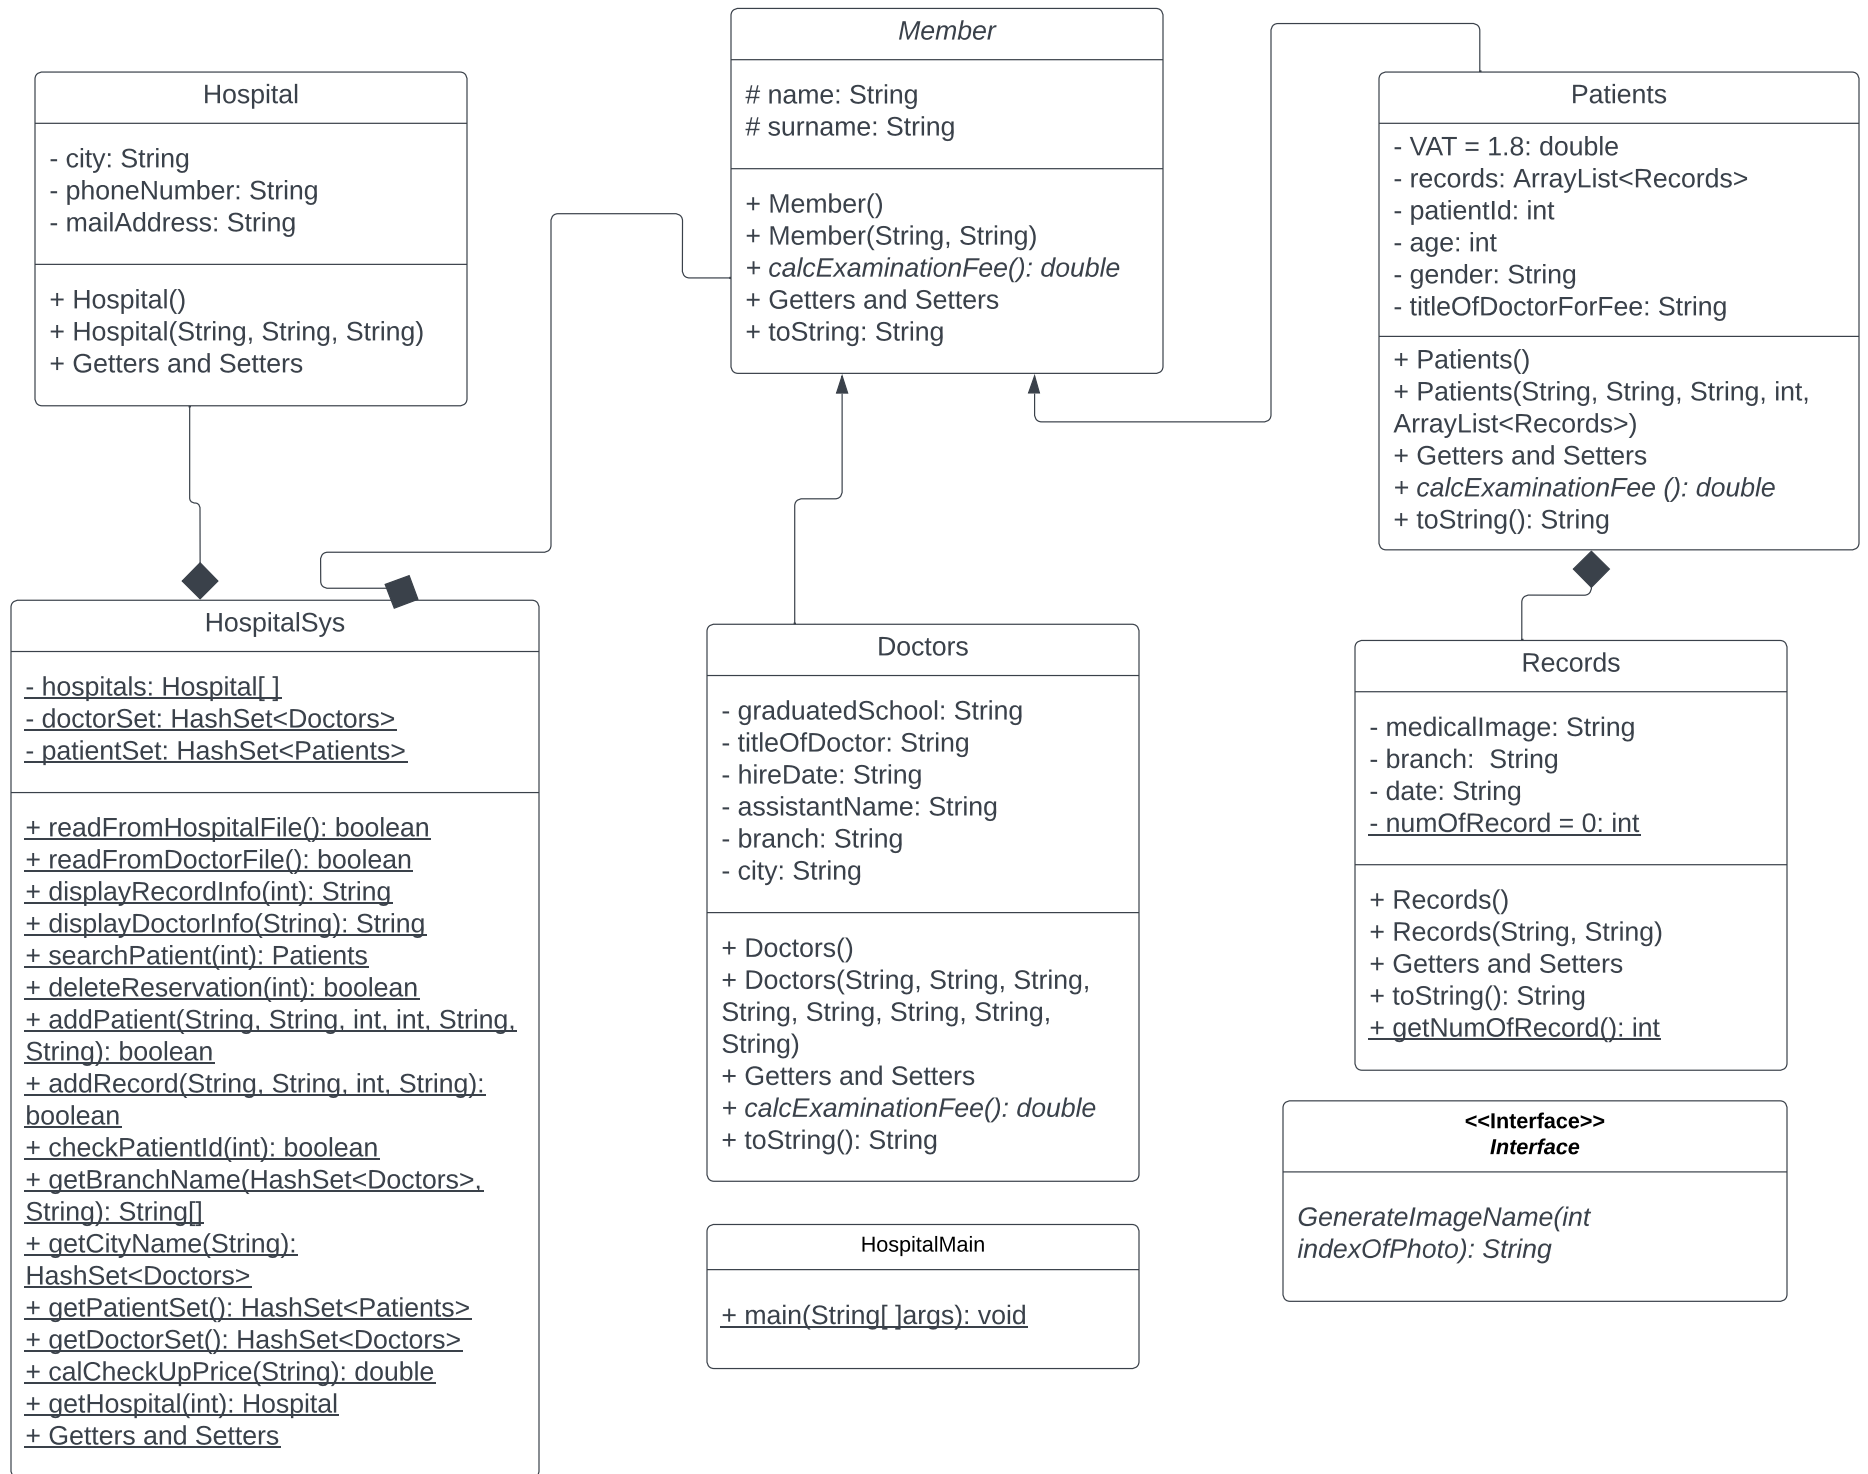 Member
# name: String
# surname: String
+ Member()
+ Member(String, String)
+ calcExaminationFee(): double
+ Getters and Setters
+ toString: String
Hospital
- city: String
- phoneNumber: String
- mailAddress: String
+ Hospital()
+ Hospital(String, String, String)
+ Getters and Setters
Patients
- VAT = 1.8: double
- records: ArrayList<Records>
- patientId: int
- age: int
- gender: String
- titleOfDoctorForFee: String
+ Patients()
+ Patients(String, String, String, int,
ArrayList<Records>)
+ Getters and Setters
+ calcExaminationFee (): double
+ toString(): String
HospitalSys
- hospitals: Hospital[ ]
- doctorSet: HashSet<Doctors>
- patientSet: HashSet<Patients>
+ readFromHospitalFile(): boolean
+ readFromDoctorFile(): boolean
+ displayRecordInfo(int): String
+ displayDoctorInfo(String): String
+ searchPatient(int): Patients
+ deleteReservation(int): boolean
+ addPatient(String, String, int, int, String,
String): boolean
+ addRecord(String, String, int, String):
boolean
+ checkPatientId(int): boolean
+ getBranchName(HashSet<Doctors>,
String): String[]
+ getCityName(String):
HashSet<Doctors>
+ getPatientSet(): HashSet<Patients>
+ getDoctorSet(): HashSet<Doctors>
+ calCheckUpPrice(String): double
+ getHospital(int): Hospital
+ Getters and Setters
Doctors
- graduatedSchool: String
- titleOfDoctor: String
- hireDate: String
- assistantName: String
- branch: String
- city: String
+ Doctors()
+ Doctors(String, String, String,
String, String, String, String,
String)
+ Getters and Setters
+ calcExaminationFee(): double
+ toString(): String
Records
- medicalImage: String
- branch:  String
- date: String
- numOfRecord = 0: int
+ Records()
+ Records(String, String)
+ Getters and Setters
+ toString(): String
+ getNumOfRecord(): int
<<Interface>>
Interface
GenerateImageName(int
indexOfPhoto): String
HospitalMain
+ main(String[ ]args): void